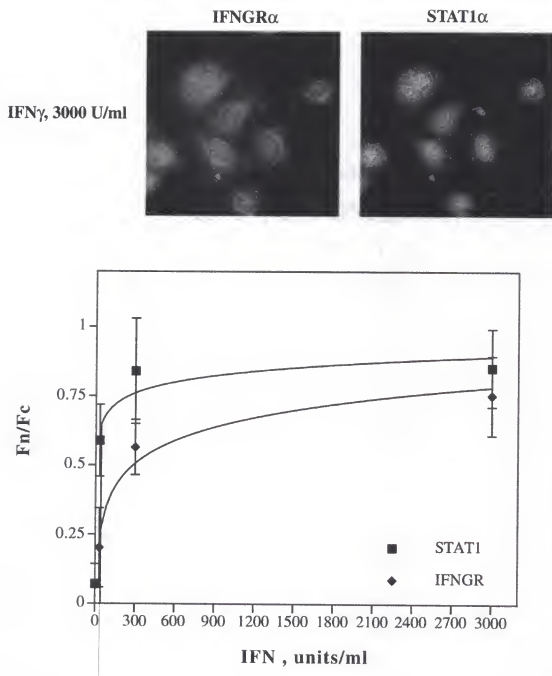 IFNGRα STAT1α
IFNγ, 3000 U/ml
1
0.75
0.5
0.25
0
Fn/Fc
STAT1
IFNGR
0 300 600 900 1200 1500 1800 2100 2400 2700 3000
IFN , units/ml